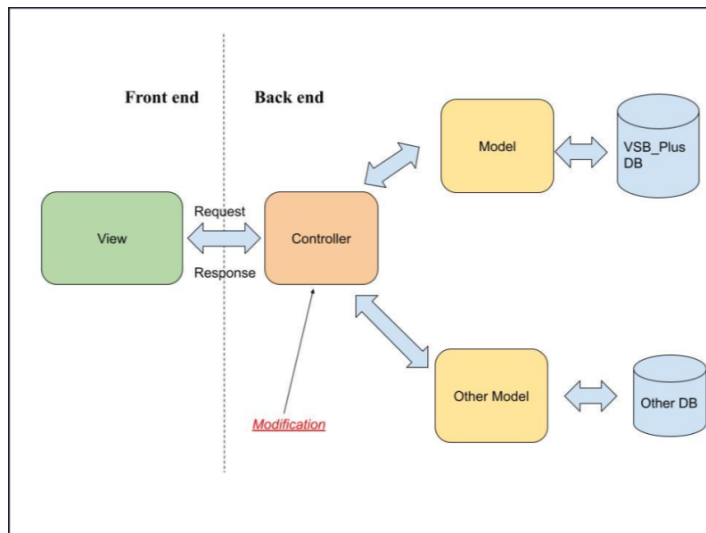 Front end
Back end
Model
VSB_Plus
DB
Request
View
Controller
Response
Other Model
Other DB
Modification